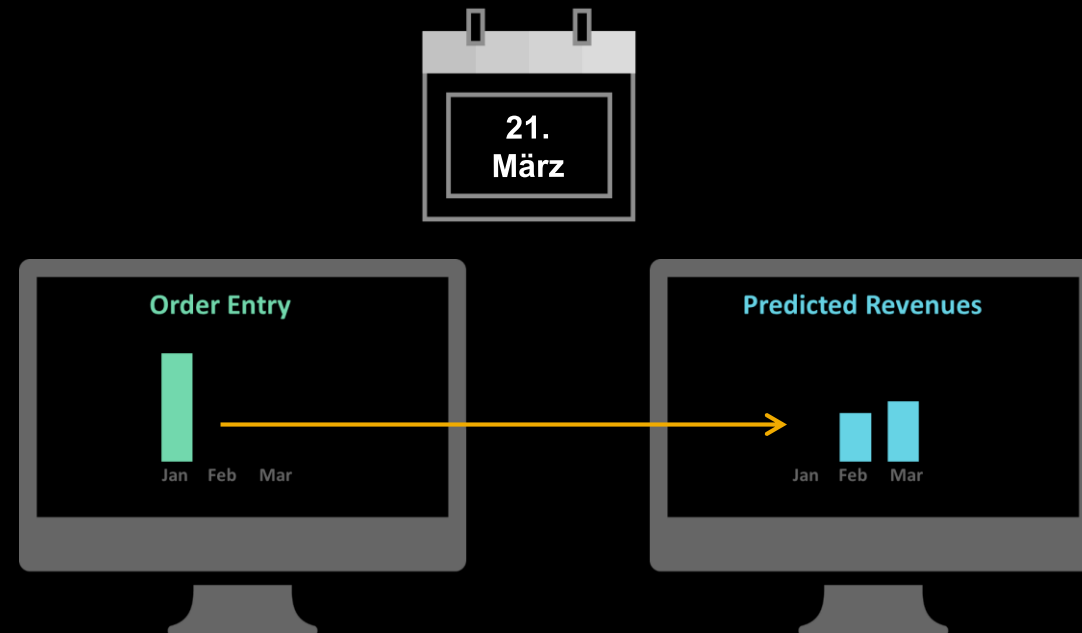 21.
März
Order Entry
Predicted Revenues
Jan Feb Mar
Jan Feb Mar